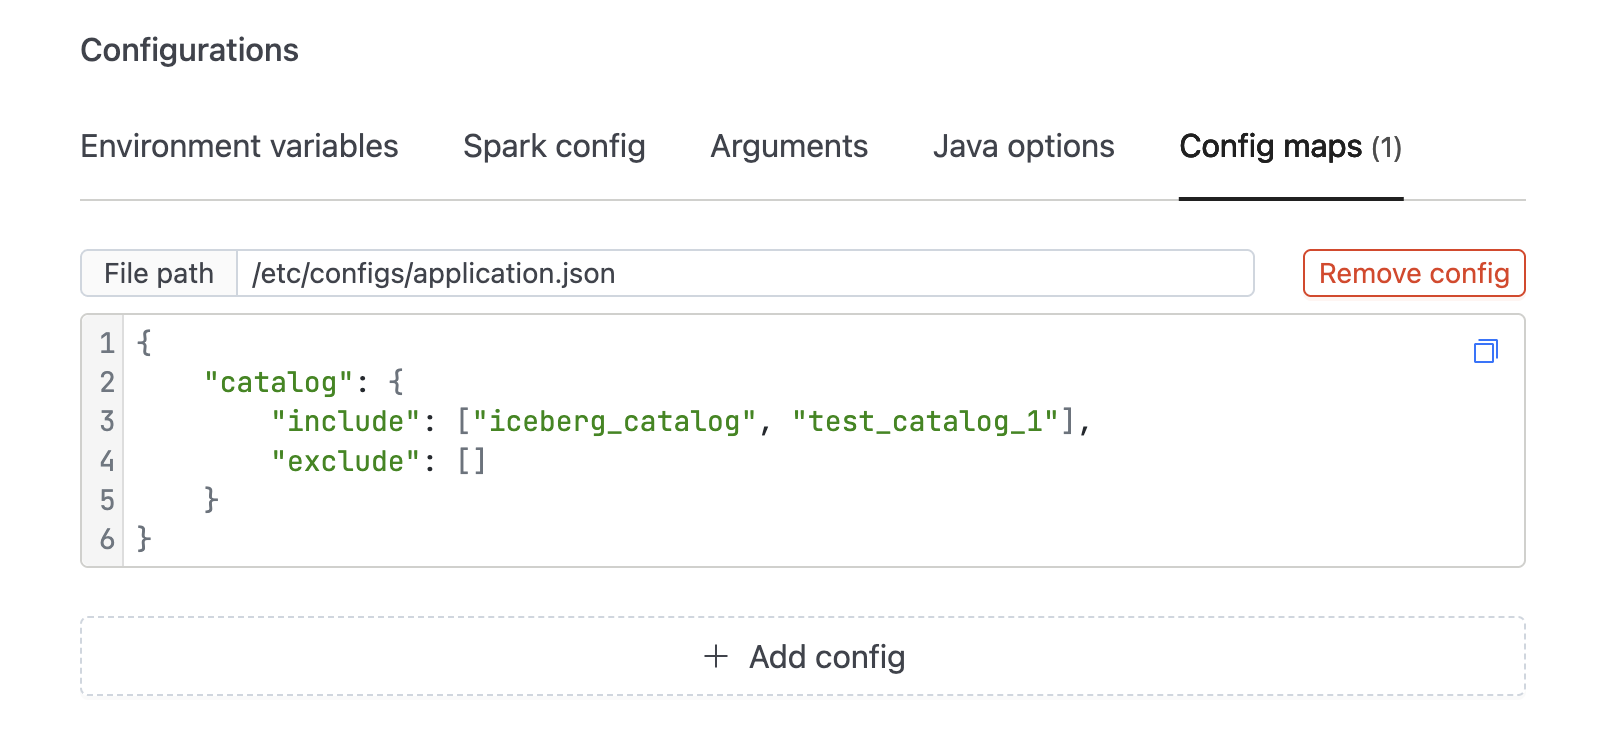 Configurations
Environment variables Spark config Arguments Java options Config maps (1)
File path /etc/configs/application.json Remove config
1 {
2     "catalog": {
3         "include": ["iceberg_catalog", "test_catalog_1"],
4         "exclude": []
5     }
6 }
+ Add config